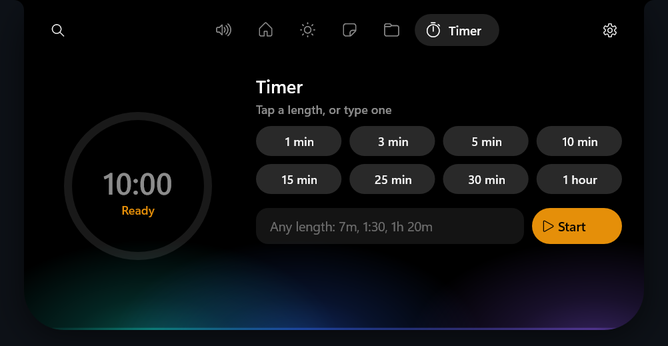 Timer
Timer
Tap a length, or type one
1 min
3 min
5 min
10 min
15 min
25 min
30 min
1 hour
10:00
Ready
Any length: 7m, 1:30, 1h 20m
Start